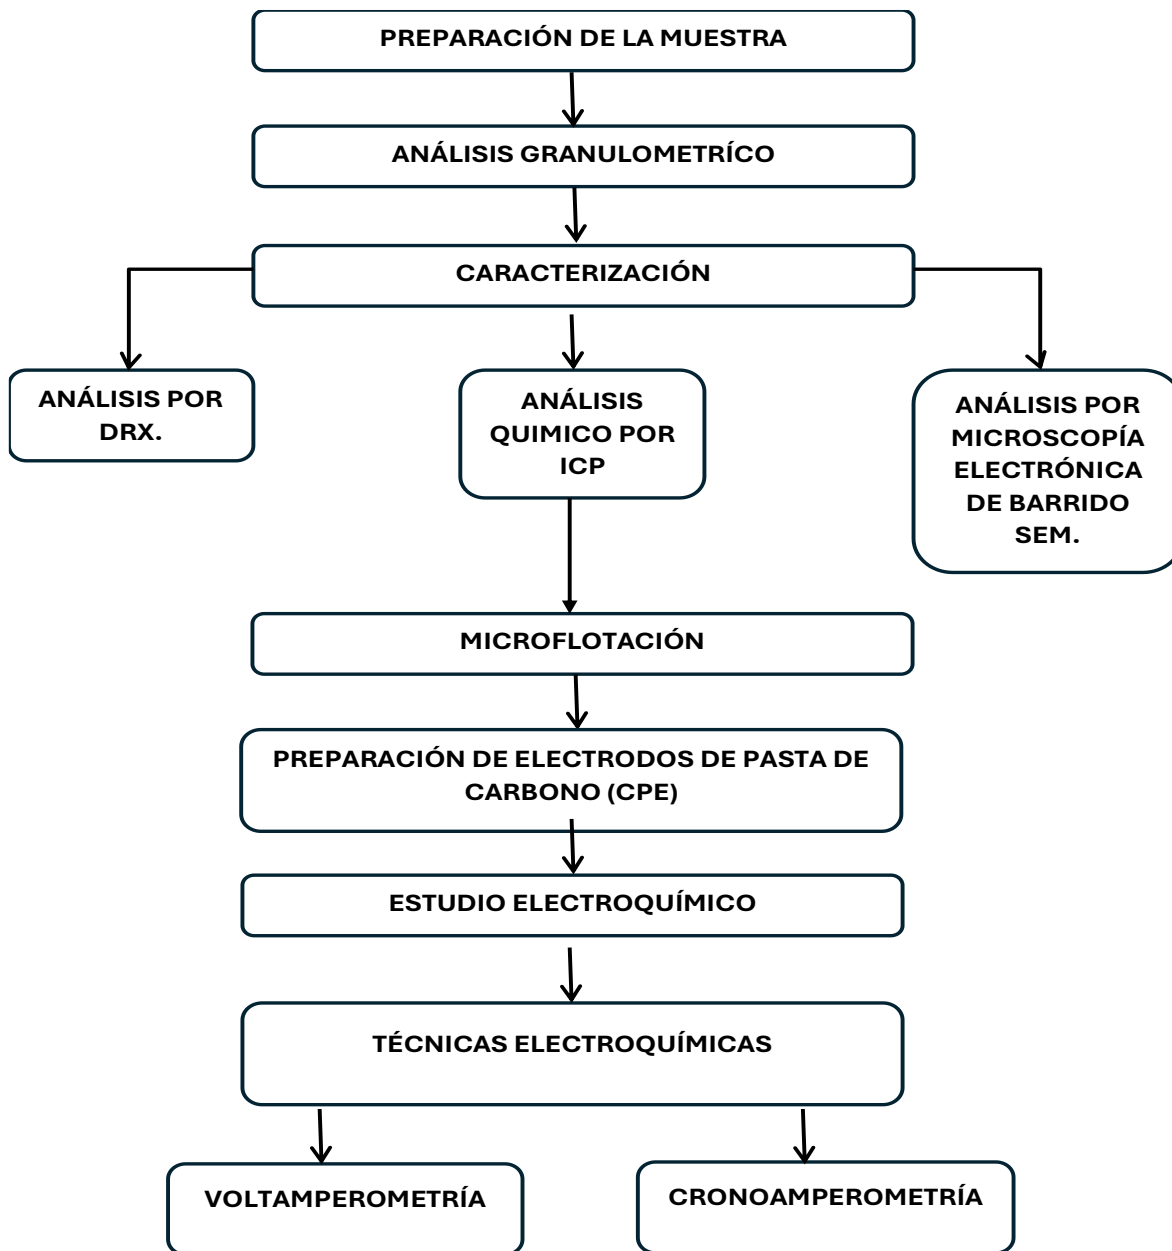 PREPARACIÓN DE LA MUESTRA
ANÁLISIS GRANULOMETRÍCO
CARACTERIZACIÓN
ANÁLISIS POR
DRX.
ANÁLISIS
QUIMICO POR
ICP
ANÁLISIS POR
MICROSCOPÍA
ELECTRÓNICA
DE BARRIDO
SEM.
MICROFLOTACIÓN
PREPARACIÓN DE ELECTRODOS DE PASTA DE
CARBONO (CPE)
ESTUDIO ELECTROQUÍMICO
TÉCNICAS ELECTROQUÍMICAS
VOLTAMPEROMETRÍA
CRONOAMPEROMETRÍA